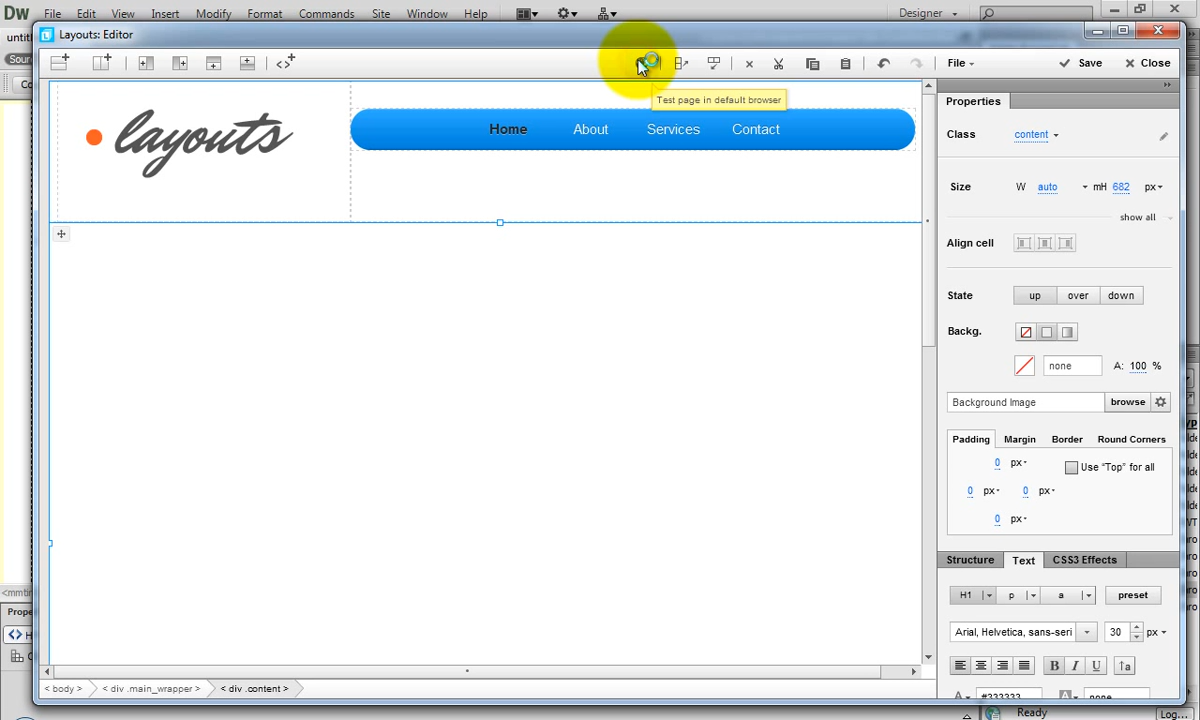 Dw File Edit View Insert Modify Format Commands Site Window Help Designer
Layouts: Editor
File Save Close
Test page in default browser
layouts
Home About Services Contact
Properties
Class content
Size W auto mH 682 px
show all
Align cell
State up over down
Backg.
none A: 100 %
Background Image browse
Padding Margin Border Round Corners
0 px Use "Top" for all
0 px 0 px
0 px
Structure Text CSS3 Effects
H1 p a preset
Arial, Helvetica, sans-seri 30 px
B I U ↑a
#333333 none
< body > < div .main_wrapper > < div .content >
Ready Log...